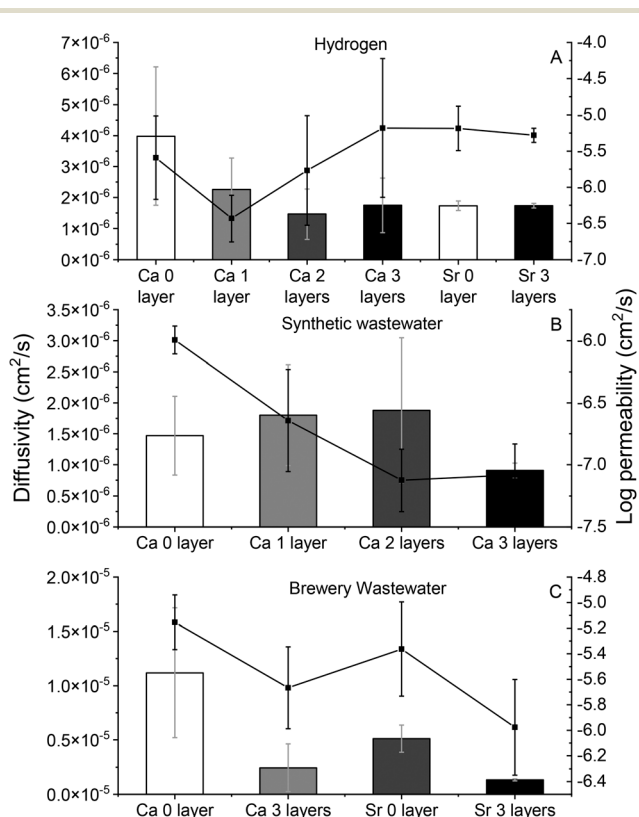 Hydrogen
A
7×10⁻⁶
6×10⁻⁶
5×10⁻⁶
4×10⁻⁶
3×10⁻⁶
2×10⁻⁶
1×10⁻⁶
0×10⁻⁶
-4.0
-4.5
-5.0
-5.5
-6.0
-6.5
-7.0
Ca 0 layer
Ca 1 layer
Ca 2 layers
Ca 3 layers
Sr 0 layer
Sr 3 layers
Diffusivity (cm²/s)
Log permeability (cm²/s)
Synthetic wastewater
B
3.5×10⁻⁶
3.0×10⁻⁶
2.5×10⁻⁶
2.0×10⁻⁶
1.5×10⁻⁶
1.0×10⁻⁶
0.5×10⁻⁶
0.0×10⁻⁶
-6.0
-6.5
-7.0
-7.5
Ca 0 layer Ca 1 layer Ca 2 layers Ca 3 layers
Brewery Wastewater
C
2.0×10⁻⁵
1.5×10⁻⁵
1.0×10⁻⁵
0.5×10⁻⁵
0.0×10⁻⁵
-4.8
-5.0
-5.2
-5.4
-5.6
-5.8
-6.0
-6.2
-6.4
Ca 0 layer Ca 3 layers Sr 0 layer Sr 3 layers